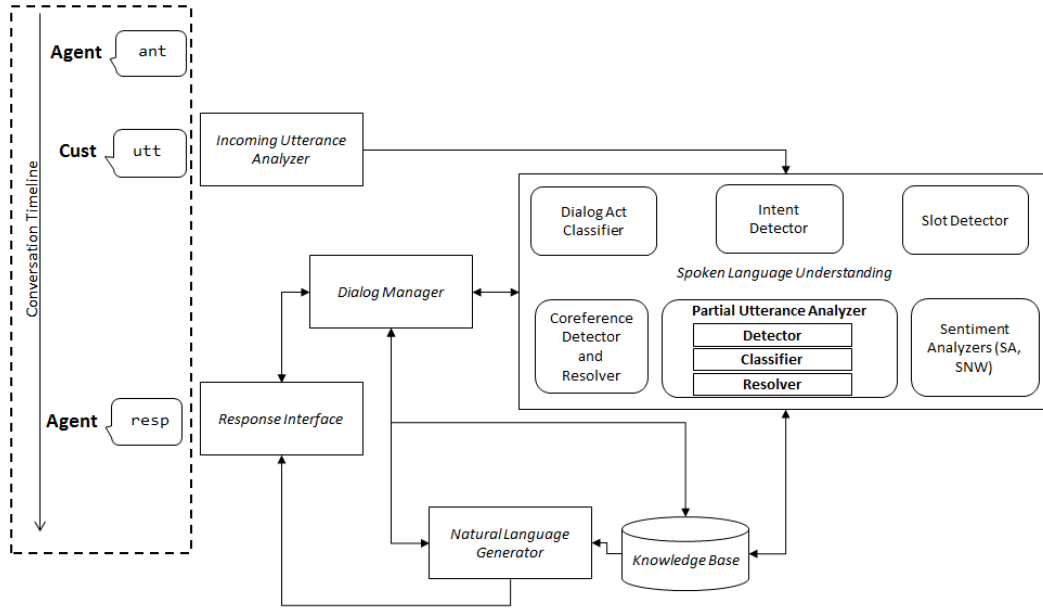 Conversation Timeline
Agent
ant
Cust
utt
Agent
resp
Incoming Utterance
Analyzer
Dialog Act
Classifier
Intent
Detector
Slot Detector
Spoken Language Understanding
Coreference
Detector
and
Resolver
Partial Utterance Analyzer
Detector
Classifier
Resolver
Sentiment
Analyzers (SA,
SNW)
Dialog Manager
Response Interface
Natural Language
Generator
Knowledge Base